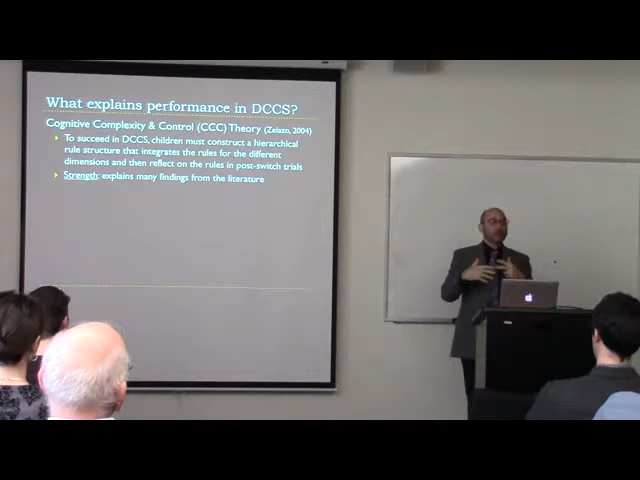 What explains performance in DCCS?
Cognitive Complexity & Control (CCC) Theory (Zelazo, 2004)
To succeed in DCCS, children must construct a hierarchical
rule structure that integrates the rules for the different
dimensions and then reflect on the rules in post-switch trials
Strength: explains many findings from the literature